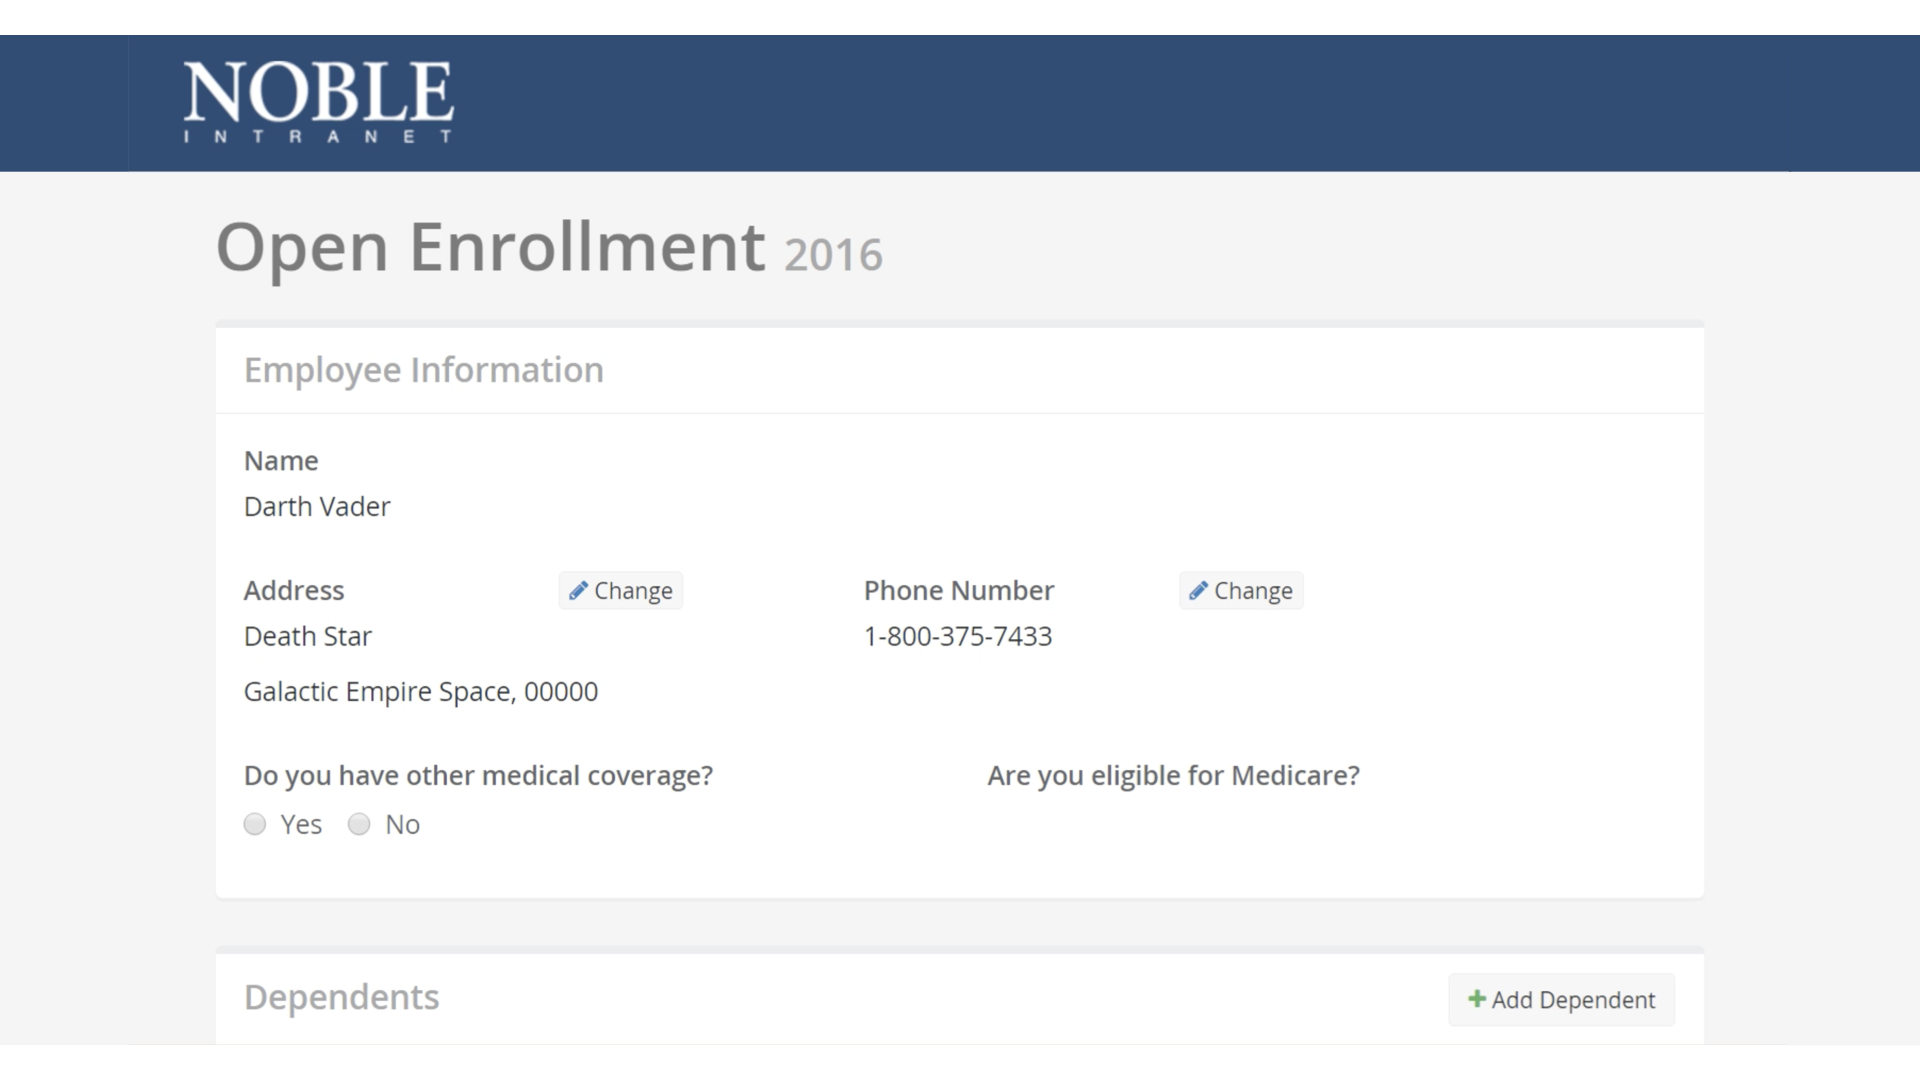 NOBLE
INTRANET
Open Enrollment 2016
Employee Information
Name
Darth Vader
Address Change Phone Number Change
Death Star 1-800-375-7433
Galactic Empire Space, 00000
Do you have other medical coverage? Are you eligible for Medicare?
Yes No
Dependents Add Dependent